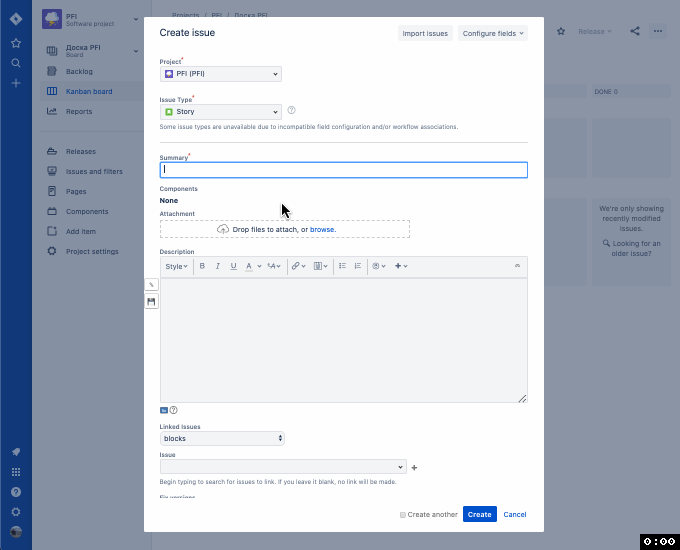 PFI
Software project
Projects / PFI / Доска PFI
Release
Доска PFI
Board
Backlog
Kanban board
Reports
Releases
Issues and filters
Pages
Components
Add item
Project settings
Create issue
Import issues
Configure fields
Project*
PFI (PFI)
Issue Type*
Story
?
Some issue types are unavailable due to incompatible field configuration and/or workflow associations.
Summary*
Components
None
Attachment
Drop files to attach, or browse.
Description
Style B I U A
?
Linked Issues
blocks
Issue
+
Begin typing to search for issues to link. If you leave it blank, no link will be made.
Fix versions
Create another
Create
Cancel
DONE 0
We're only showing
recently modified
issues.
Looking for an
older issue?
0:00